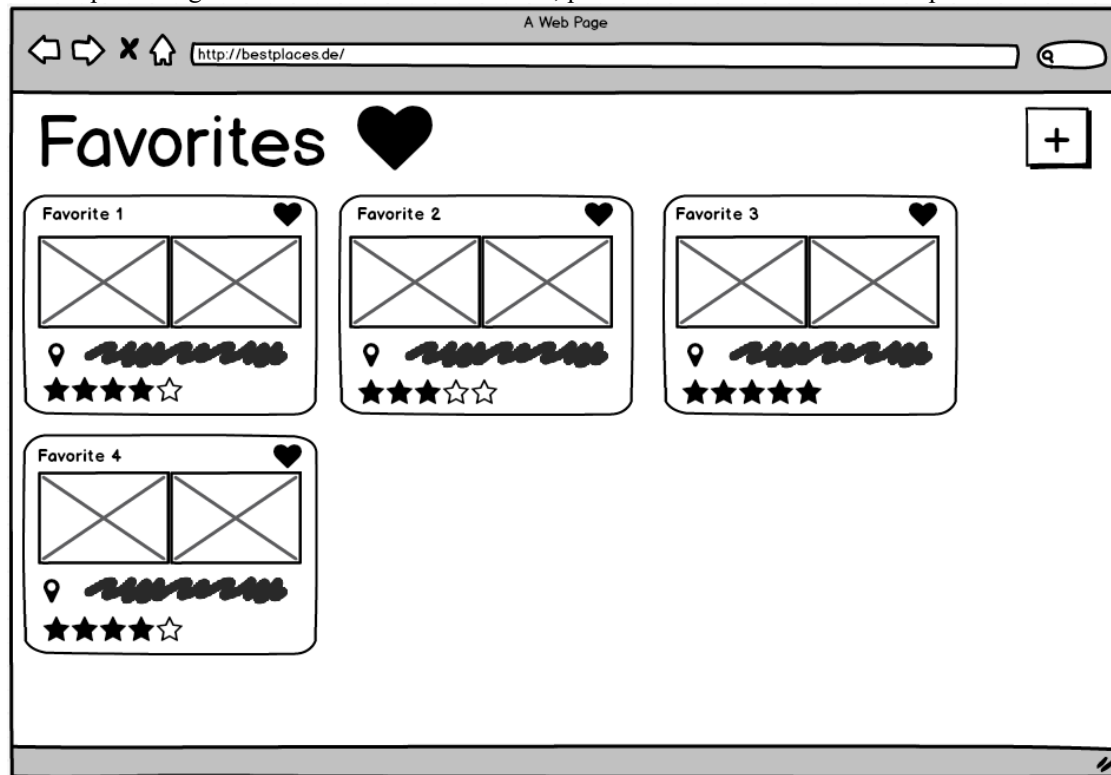 A Web Page
http://bestplaces.de/
Favorites
+
Favorite 1
Favorite 2
Favorite 3
Favorite 4